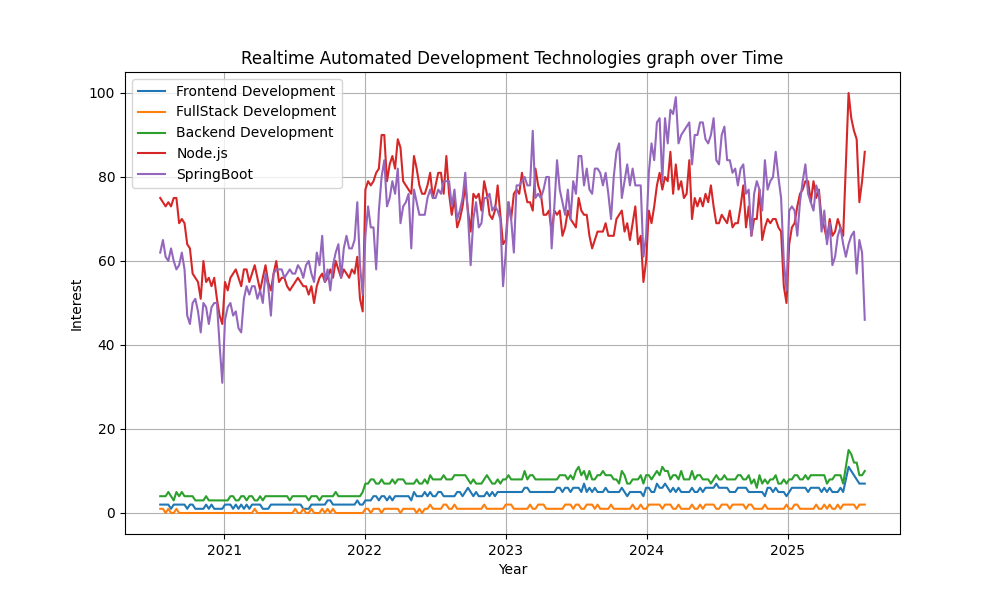 Realtime Automated Development Technologies graph over Time
Frontend Development
FullStack Development
Backend Development
Node.js
SpringBoot
100
80
60
40
20
0
Interest
2021
2022
2023
2024
2025
Year